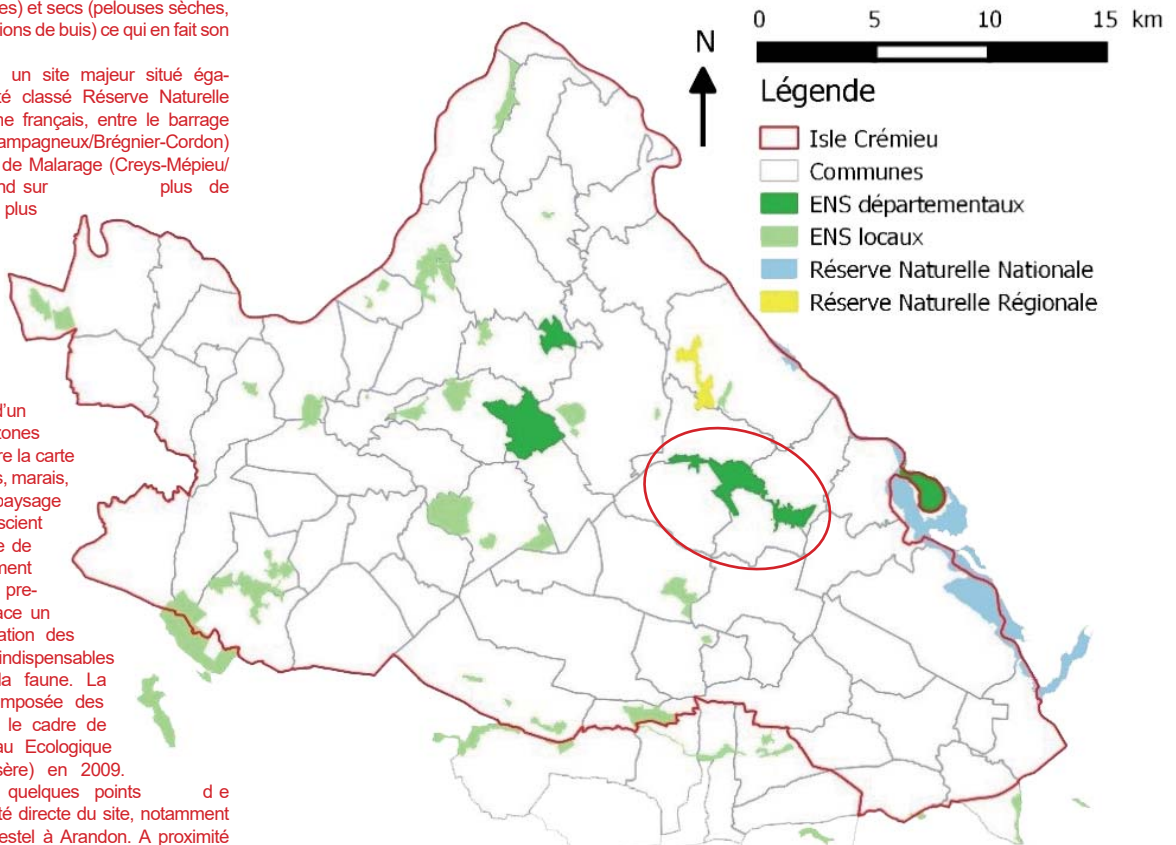 es) et secs (pelouses sèches,
ions de buis) ce qui en fait son
un site majeur situé éga-
é classé Réserve Naturelle
ne français, entre le barrage
ampagneux/Brégnier-Cordon)
de Malarage (Creys-Mépieu/
nd sur plus de
plus
d'un
zones
re la carte
s, marais,
paysage
scient
e de
ment
pre-
ace un
ation des
indispensables
la faune. La
mposée des
le cadre de
au Ecologique
sère) en 2009.
quelques points d e
té directe du site, notamment
estel à Arandon. A proximité
0 5 10 15 km
N
Légende
Isle Crémieu
Communes
ENS départementaux
ENS locaux
Réserve Naturelle Nationale
Réserve Naturelle Régionale